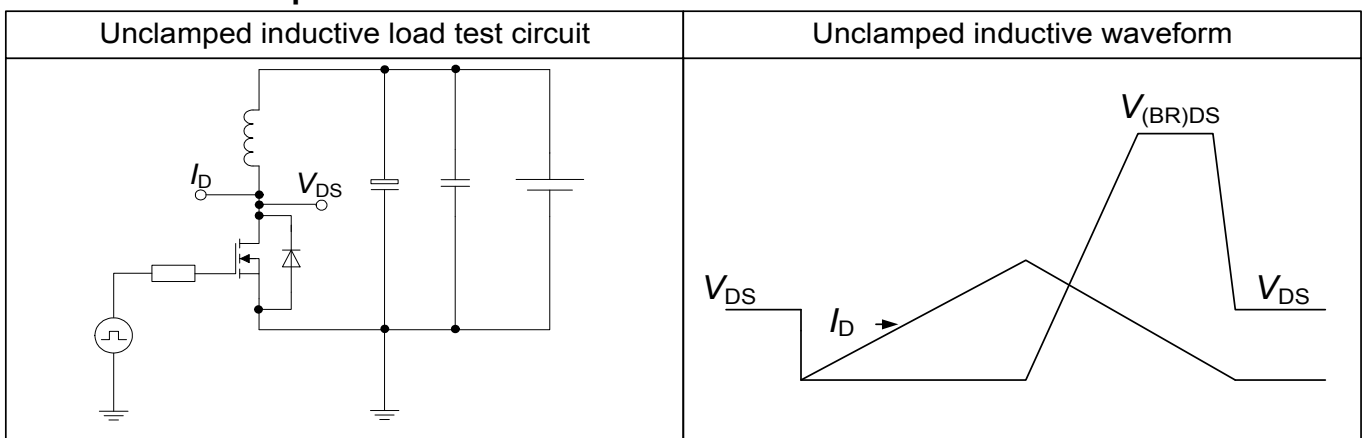 Unclamped inductive load test circuit
Unclamped inductive waveform
V(BR)DS
ID
VDS
VDS
ID
VDS